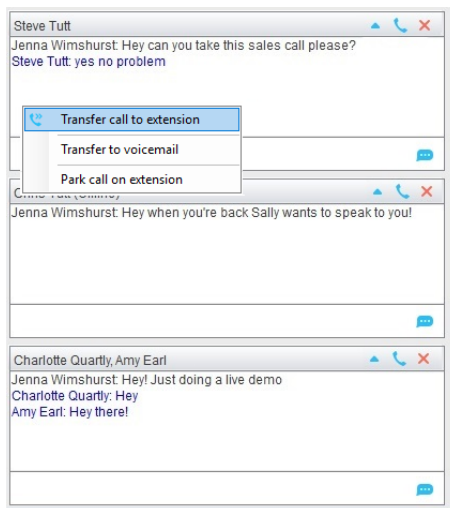 Steve Tutt
Jenna Wimshurst: Hey can you take this sales call please?
Steve Tutt: yes no problem
Transfer call to extension
Transfer to voicemail
Park call on extension
Jenna Wimshurst: Hey when you're back Sally wants to speak to you!
Charlotte Quartly, Amy Earl
Jenna Wimshurst: Hey! Just doing a live demo
Charlotte Quartly: Hey
Amy Earl: Hey there!